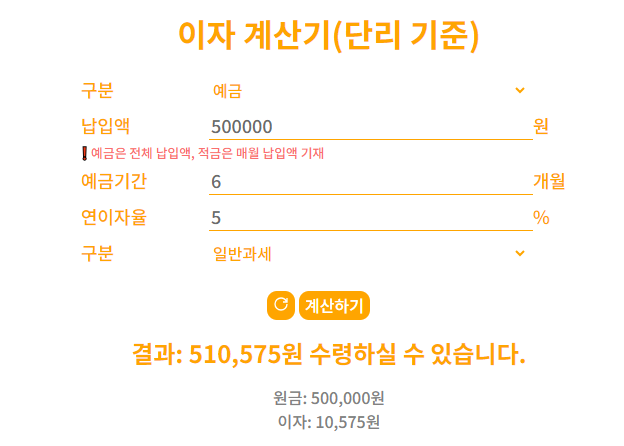 이자 계산기(단리 기준)
구분 예금
납입액 500000 원
❗예금은 전체 납입액, 적금은 매월 납입액 기재
예금기간 6 개월
연이자율 5 %
구분 일반과세
계산하기
결과: 510,575원 수령하실 수 있습니다.
원금: 500,000원
이자: 10,575원